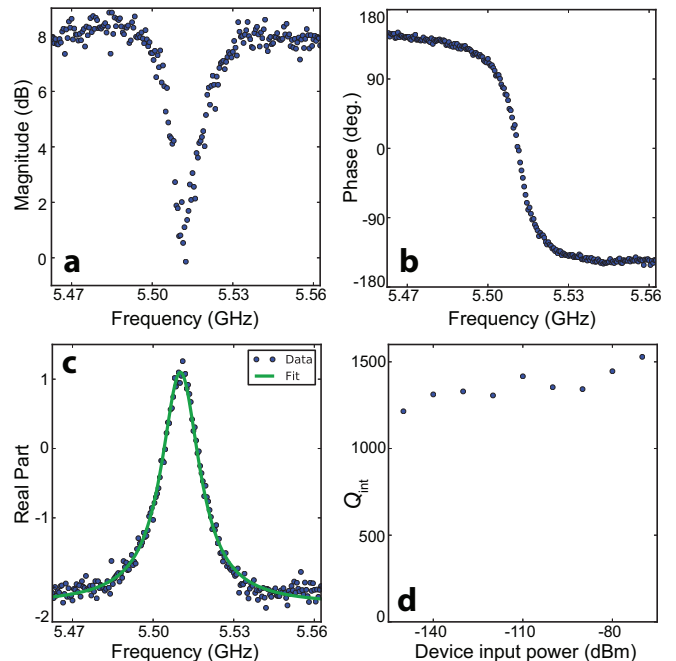 8
6
4
2
0
Magnitude (dB)
a
5.47 5.50 5.53 5.56
Frequency (GHz)
180
90
0
-90
-180
Phase (deg.)
b
5.47 5.50 5.53 5.56
Frequency (GHz)
1
0
-1
-2
Real Part
c
Data
Fit
5.47 5.50 5.53 5.56
Frequency (GHz)
1500
1000
500
0
Qint
d
-140 -110 -80
Device input power (dBm)